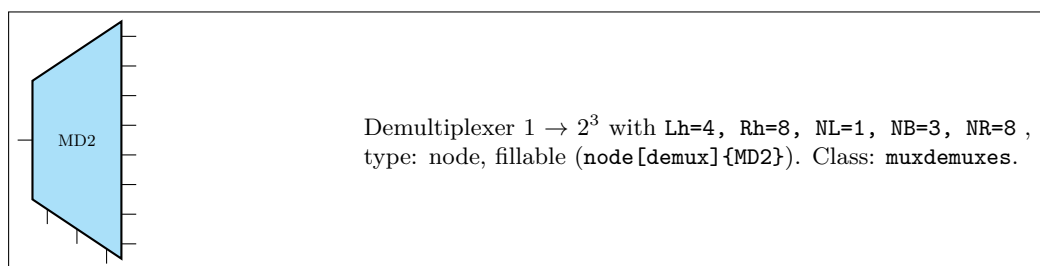 MD2
Demultiplexer 1 → 2³ with Lh=4, Rh=8, NL=1, NB=3, NR=8 ,
type: node, fillable (node[demux]{MD2}). Class: muxdemuxes.